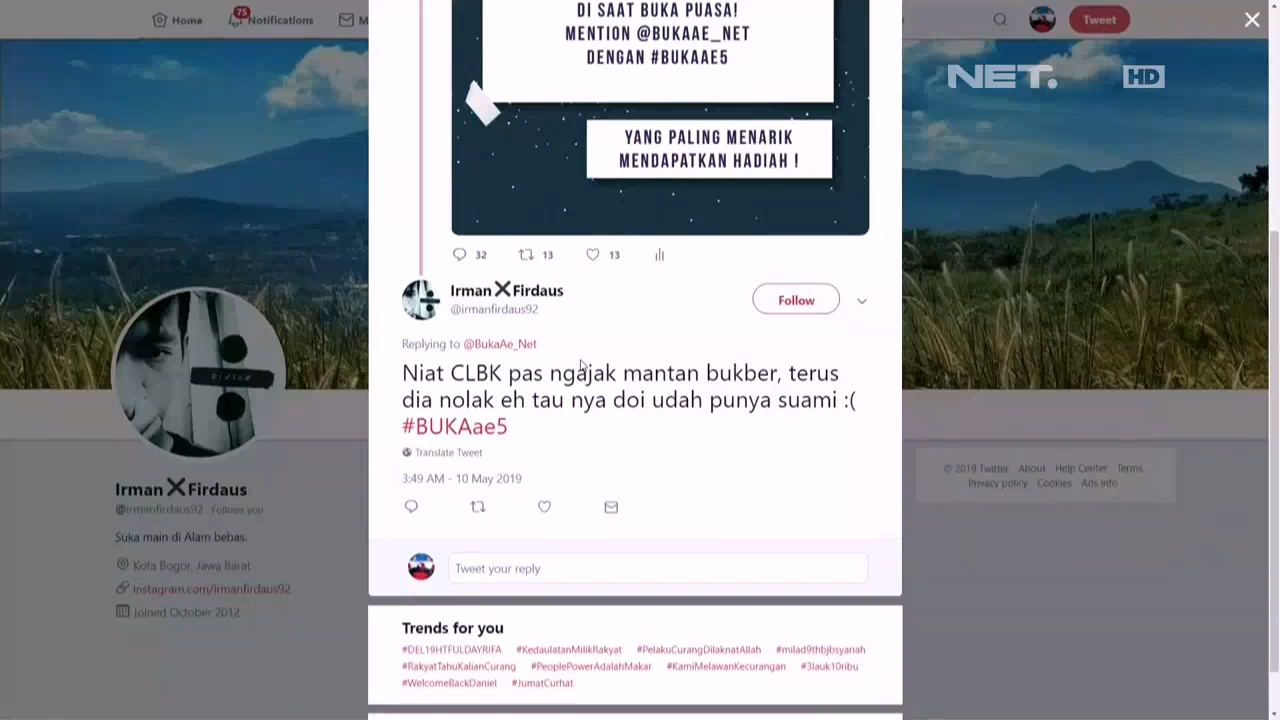 Home
75
Notifications
M
Tweet
NET. HD
DI SAAT BUKA PUASA!
MENTION @BUKAAE_NET
DENGAN #BUKAAE5
YANG PALING MENARIK
MENDAPATKAN HADIAH !
32 13 13
Irman Firdaus
@irmanfirdaus92
Follow
Replying to @BukaAe_Net
Niat CLBK pas ngajak mantan bukber, terus
dia nolak eh tau nya doi udah punya suami :(
#BUKAae5
Translate Tweet
3:49 AM - 10 May 2019
Tweet your reply
Trends for you
#DEL19HTFULDAYRIFA #KedaulatanMilikRakyat #PelakuCurangDilaknatAllah #milad9thbjbsyariah
#RakyatTahuKalianCurang #PeoplePowerAdalahMakar #KamiMelawanKecurangan #3lauk10ribu
#WelcomeBackDaniel #JumatCurhat
Irman Firdaus
@irmanfirdaus92 Follows you
Suka main di Alam bebas.
Kota Bogor, Jawa Barat
instagram.com/irmanfirdaus92
Joined October 2012
© 2019 Twitter About Help Center Terms
Privacy policy Cookies Ads info